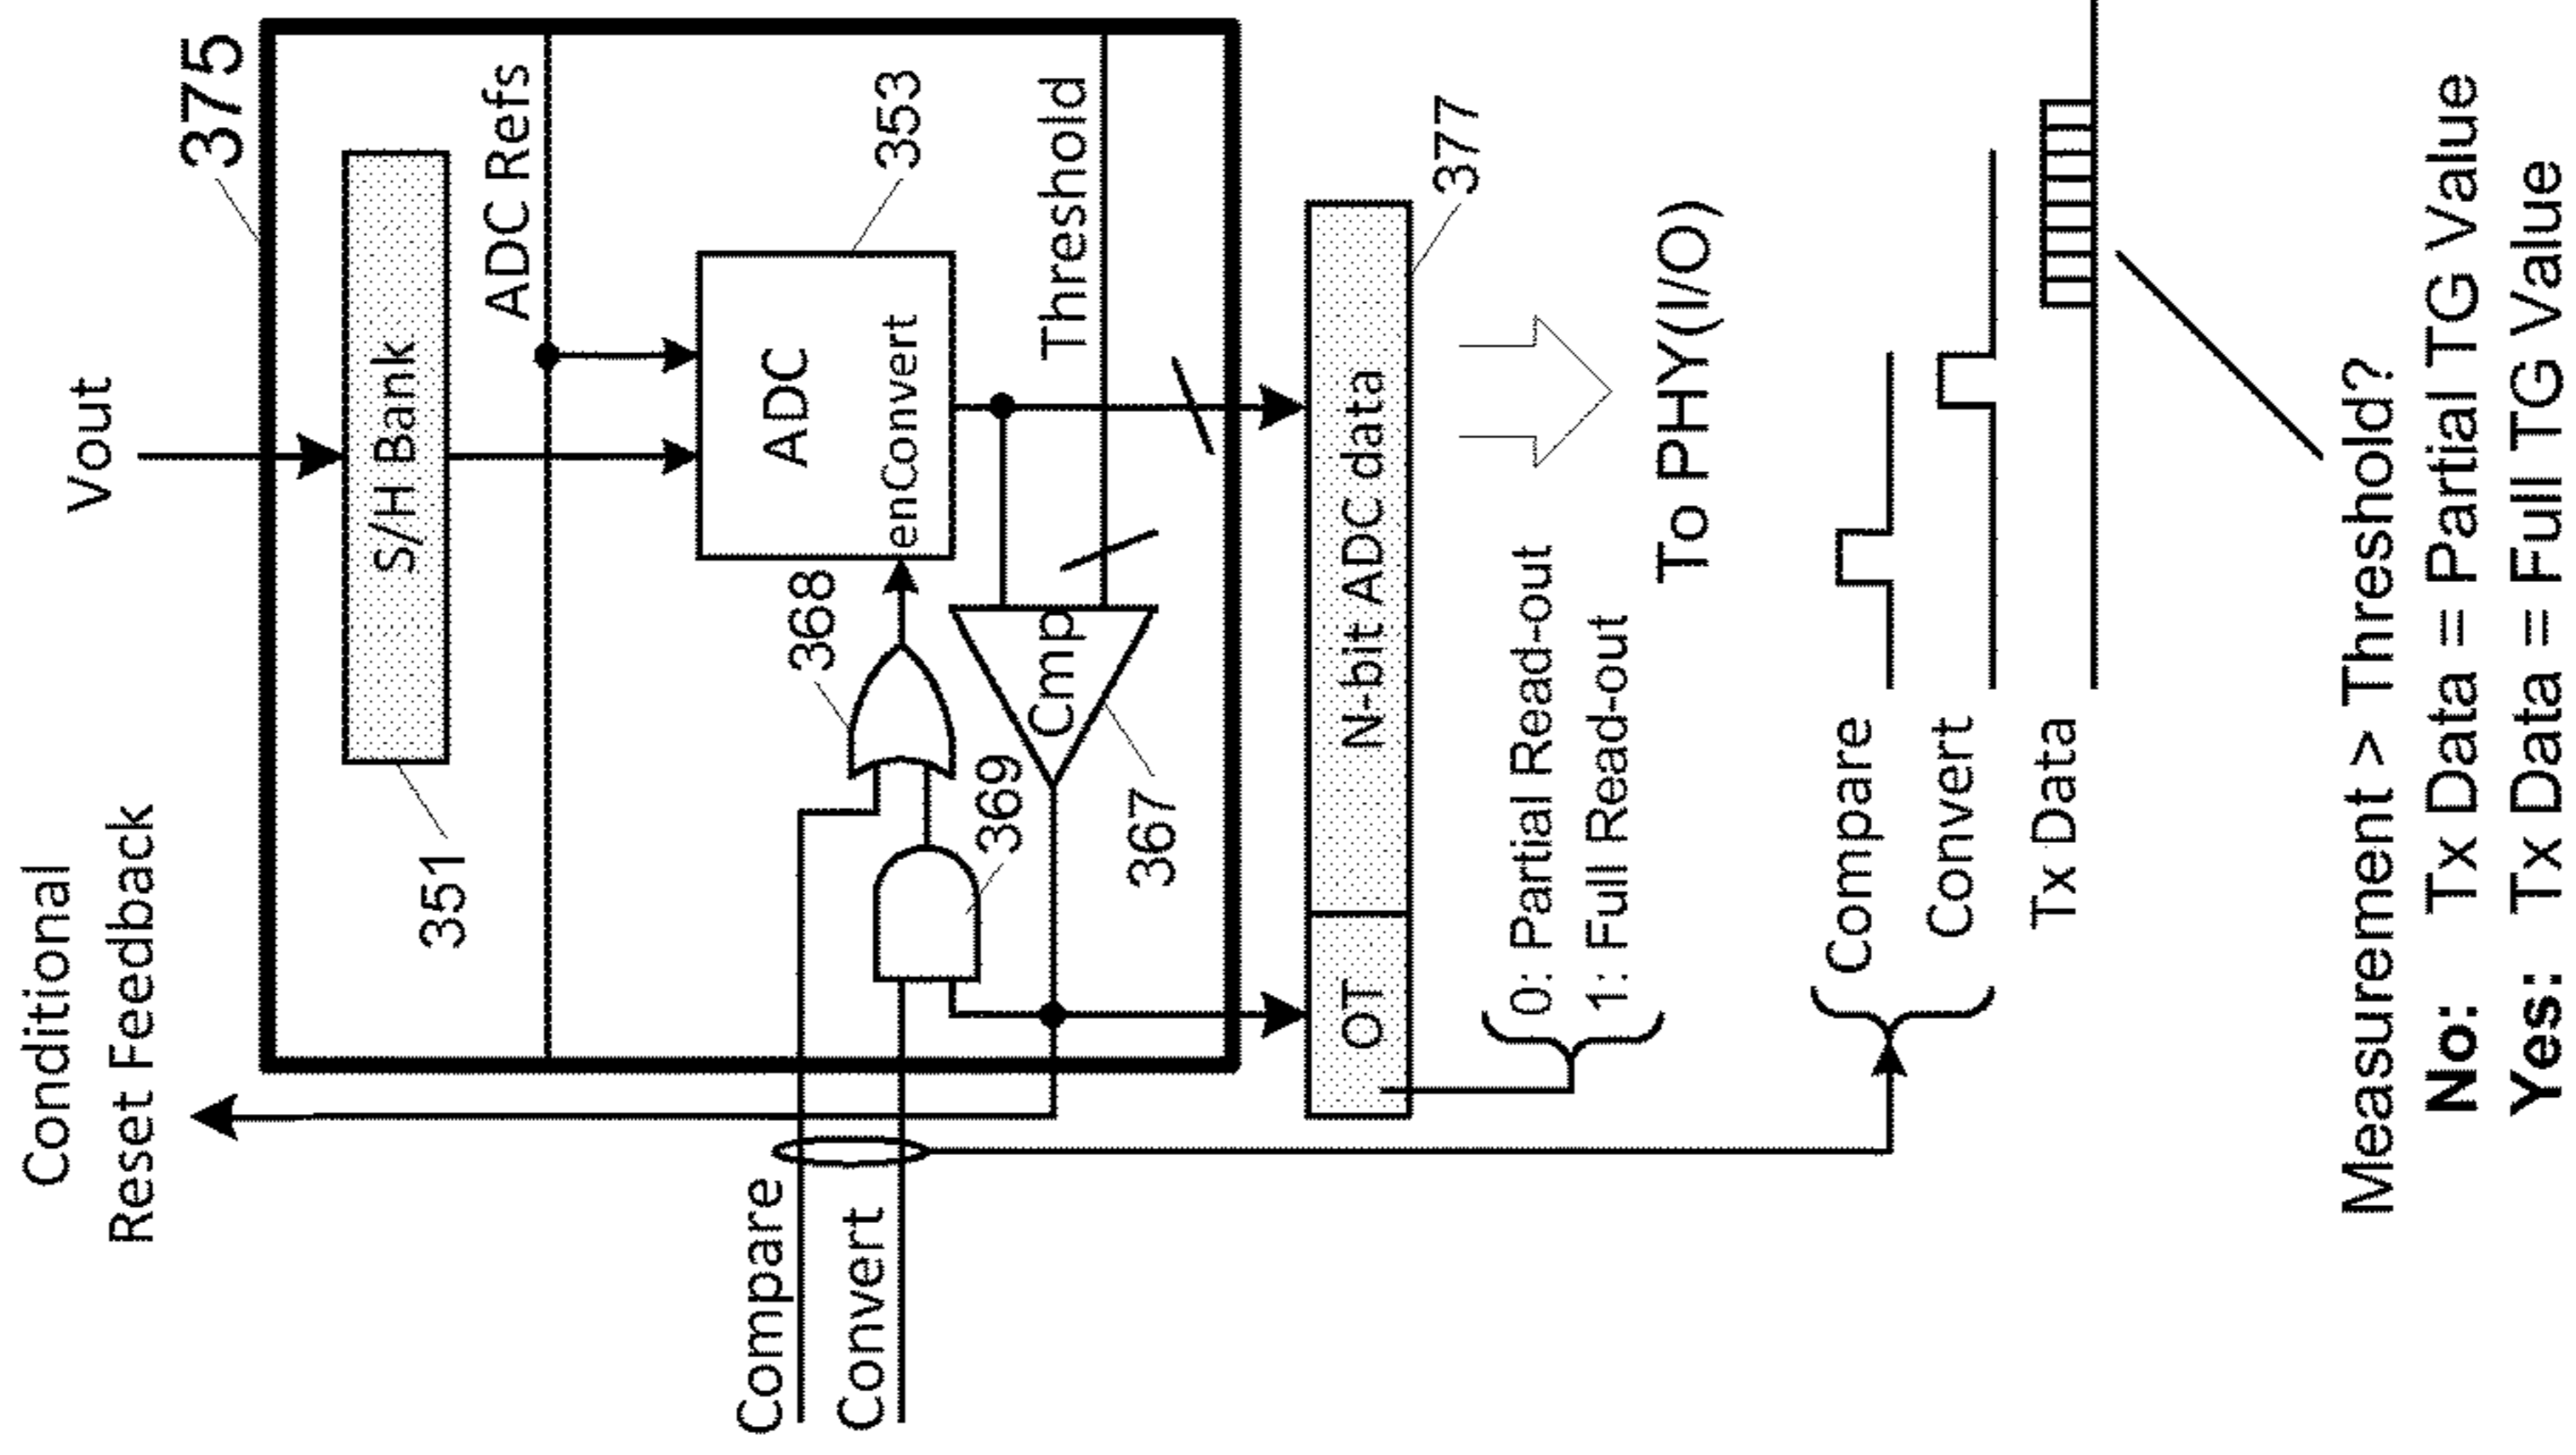 Conditional
Reset Feedback
Vout
375
S/H Bank
351
ADC Refs
ADC
enConvert
353
Compare
Convert
368
369
Threshold
Cmp
367
OT
N-bit ADC data
377
0: Partial Read-out
1: Full Read-out
To PHY(I/O)
Compare
Convert
Tx Data
Measurement > Threshold?
No: Tx Data = Partial TG Value
Yes: Tx Data = Full TG Value